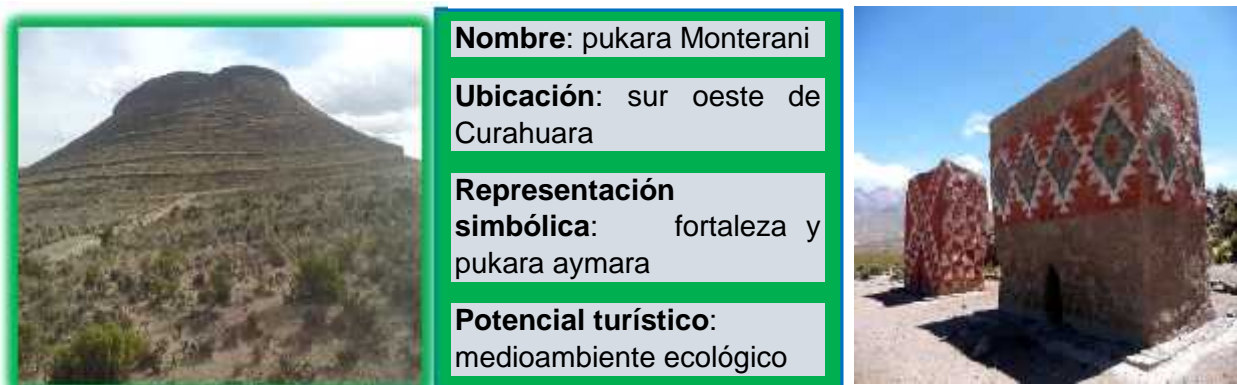 Nombre: pukara Monterani
Ubicación: sur oeste de
Curahuara
Representación
simbólica: fortaleza y
pukara aymara
Potencial turístico:
medioambiente ecológico